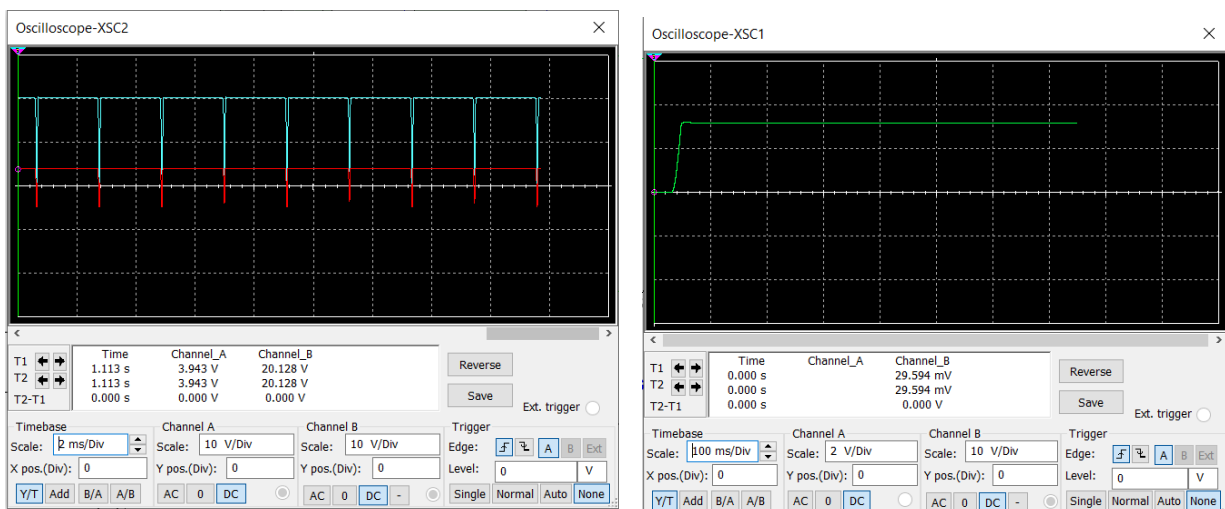 Oscilloscope-XSC2
T1
T2
T2-T1
Time Channel_A Channel_B
1.113 s 3.943 V 20.128 V
1.113 s 3.943 V 20.128 V
0.000 s 0.000 V 0.000 V
Reverse
Save
Ext. trigger
Timebase
Scale: 2 ms/Div
X pos.(Div): 0
Y/T Add B/A A/B
Channel A
Scale: 10 V/Div
Y pos.(Div): 0
AC 0 DC
Channel B
Scale: 10 V/Div
Y pos.(Div): 0
AC 0 DC -
Trigger
Edge: A B Ext
Level: 0 V
Single Normal Auto None
Oscilloscope-XSC1
T1
T2
T2-T1
Time Channel_A Channel_B
0.000 s 29.594 mV
0.000 s 29.594 mV
0.000 s 0.000 V
Reverse
Save
Ext. trigger
Timebase
Scale: 100 ms/Div
X pos.(Div): 0
Y/T Add B/A A/B
Channel A
Scale: 2 V/Div
Y pos.(Div): 0
AC 0 DC
Channel B
Scale: 10 V/Div
Y pos.(Div): 0
AC 0 DC -
Trigger
Edge: A B Ext
Level: 0 V
Single Normal Auto None